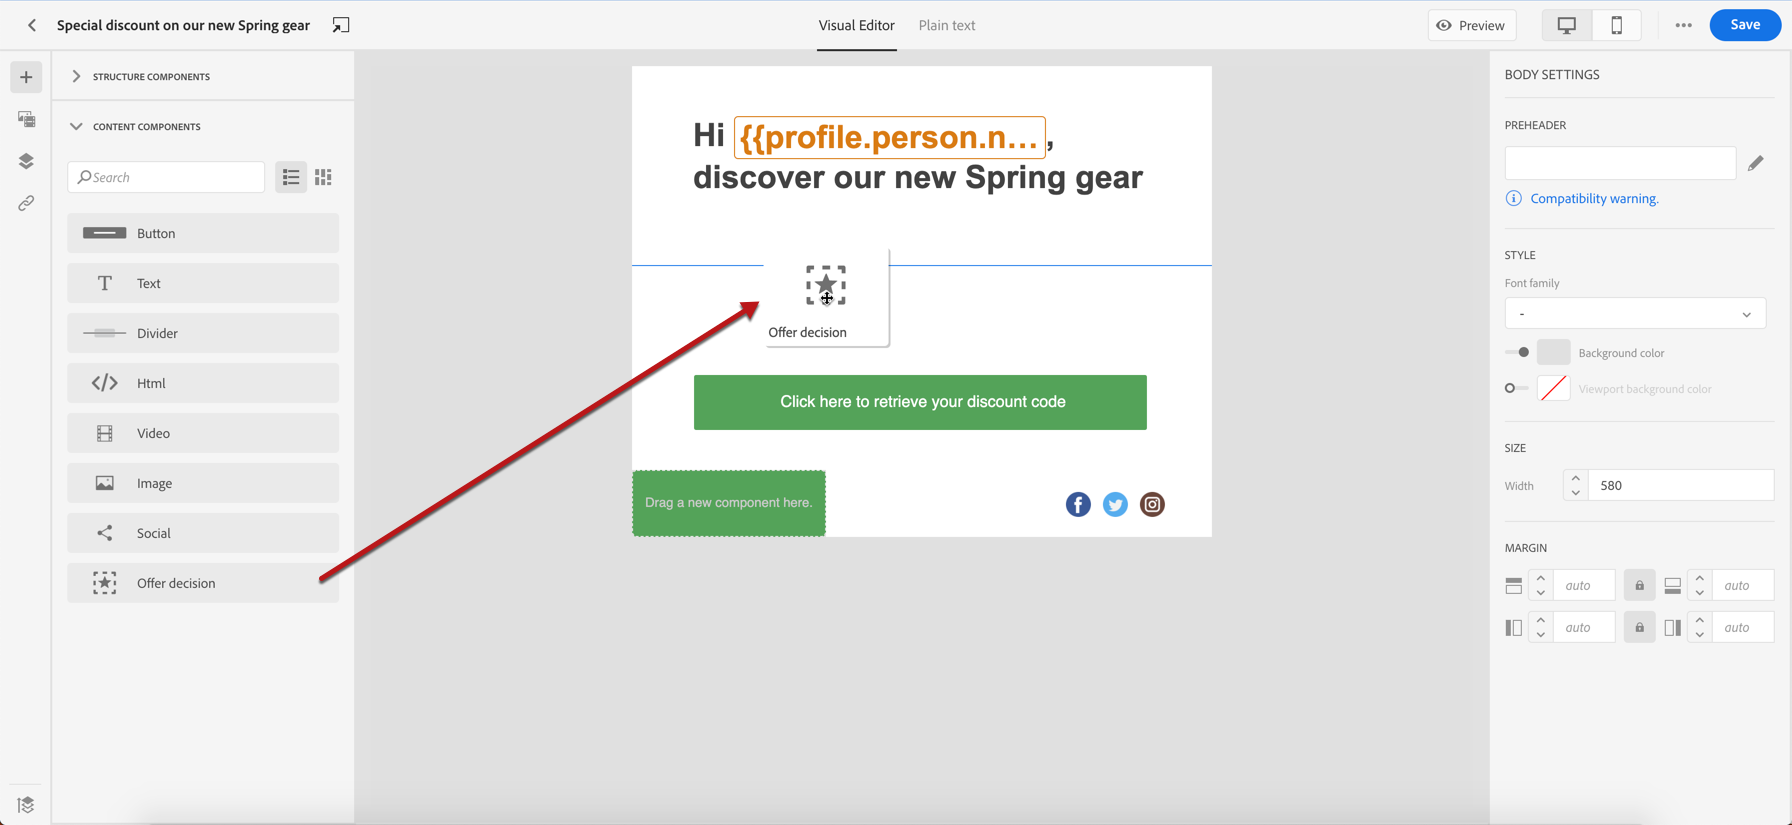 Special discount on our new Spring gear
Visual Editor
Plain text
Preview
Save
STRUCTURE COMPONENTS
CONTENT COMPONENTS
Search
Button
Text
Divider
Html
Video
Image
Social
Offer decision
Hi {{profile.person.n... ,
discover our new Spring gear
Offer decision
Click here to retrieve your discount code
Drag a new component here.
BODY SETTINGS
PREHEADER
Compatibility warning.
STYLE
Font family
-
Background color
Viewport background color
SIZE
Width
580
MARGIN
auto
auto
auto
auto